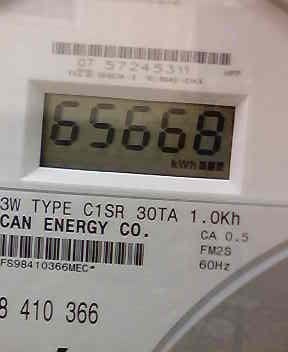 07 57245311
65668
kWh
3W TYPE C1SR 30TA 1.0Kh
CAN ENERGY CO.
CA 0.5
FM2S
FS98410366MEC*
60Hz
8 410 366